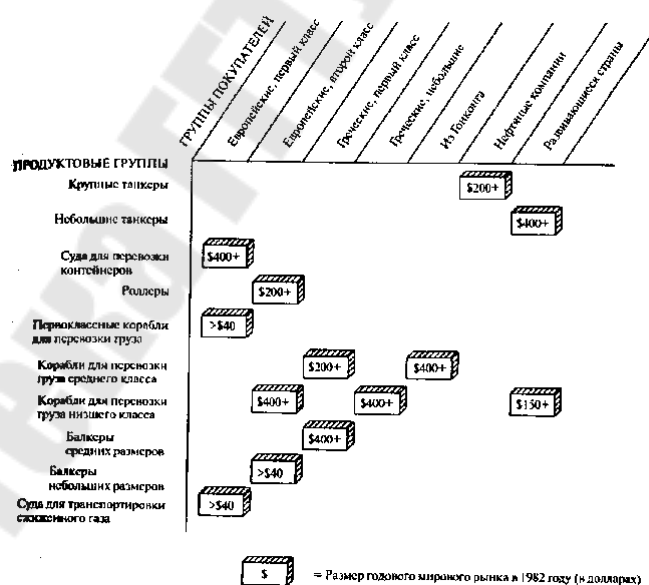 ГРУППЫ ПОКУПАТЕЛЕЙ
Европейские, первый класс
Европейские, второй класс
Греческие, первый класс
Греческие, небольшие
Из Гонконга
Нефтяные компании
Развивающиеся страны
ПРОДУКТОВЫЕ ГРУППЫ
Крупные танкеры
$200+
Небольшие танкеры
$400+
Суда для перевозки
контейнеров
$400+
Роллеры
$200+
Первоклассные корабли
для перевозки груза
>$40
Корабли для перевозки
груза среднего класса
$200+
$400+
Корабли для перевозки
груза низшего класса
$400+
$400+
$150+
Балкеры
средних размеров
$400+
Балкеры
небольших размеров
>$40
Суда для транспортировки
сжиженного газа
>$40
$ = Размер годового мирового рынка в 1982 году (в долларах)